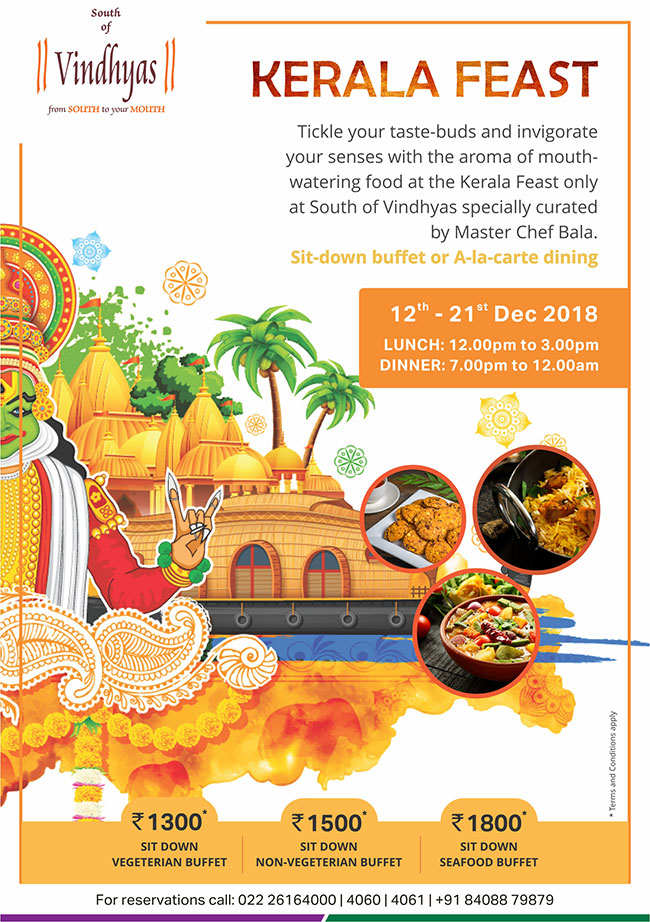 South
of
|| Vindhyas ||
from SOUTH to your MOUTH
KERALA FEAST
Tickle your taste-buds and invigorate
your senses with the aroma of mouth-
watering food at the Kerala Feast only
at South of Vindhyas specially curated
by Master Chef Bala.
Sit-down buffet or A-la-carte dining
12th - 21st Dec 2018
LUNCH: 12.00pm to 3.00pm
DINNER: 7.00pm to 12.00am
* Terms and Conditions apply
₹1300* ₹1500* ₹1800*
SIT DOWN SIT DOWN SIT DOWN
VEGETERIAN BUFFET NON-VEGETERIAN BUFFET SEAFOOD BUFFET
For reservations call: 022 26164000 | 4060 | 4061 | +91 84088 79879